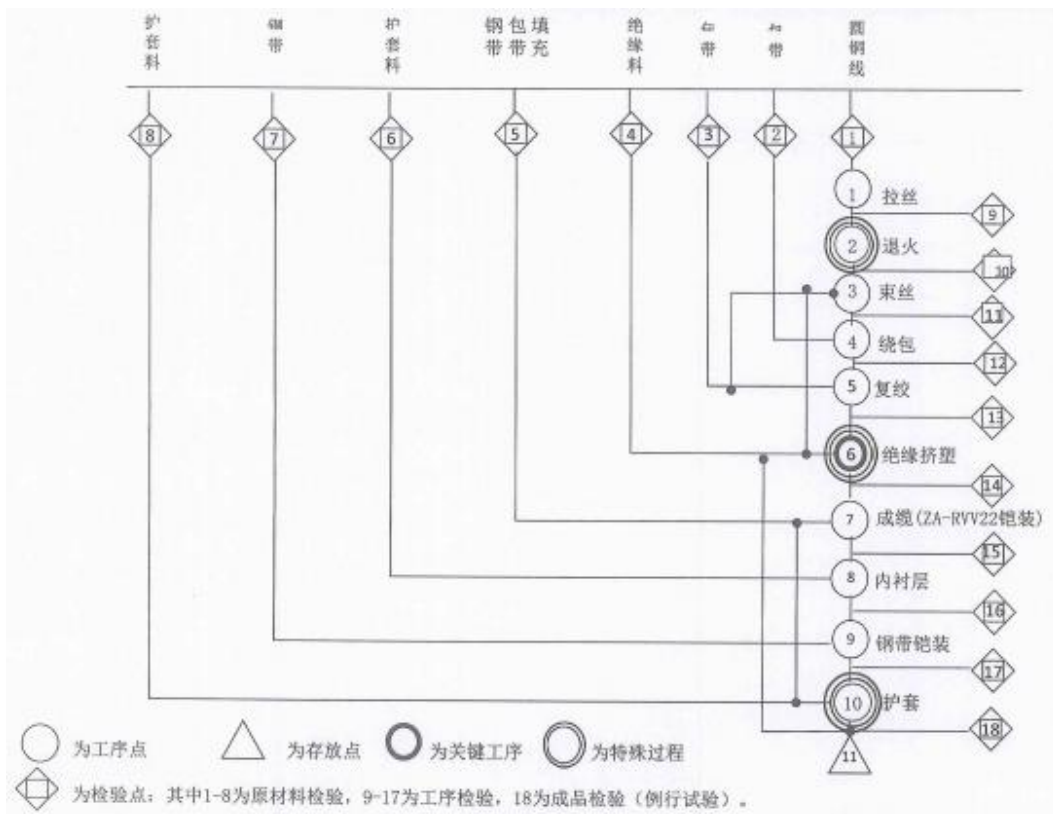 护套料
带
护套料
钢带
包带
填充
绝缘料
带
带
圆铜线
8
7
6
5
4
3
2
1
1 拉丝
9
2 退火
10
3 束丝
11
4 绕包
12
5 复绞
13
6 绝缘挤塑
14
7 成缆(ZA-RVV22铠装)
15
8 内衬层
16
9 钢带铠装
17
10 护套
18
11
为工序点
为存放点
为关键工序
为特殊过程
为检验点：其中1-8为原材料检验，9-17为工序检验，18为成品检验（例行试验）。